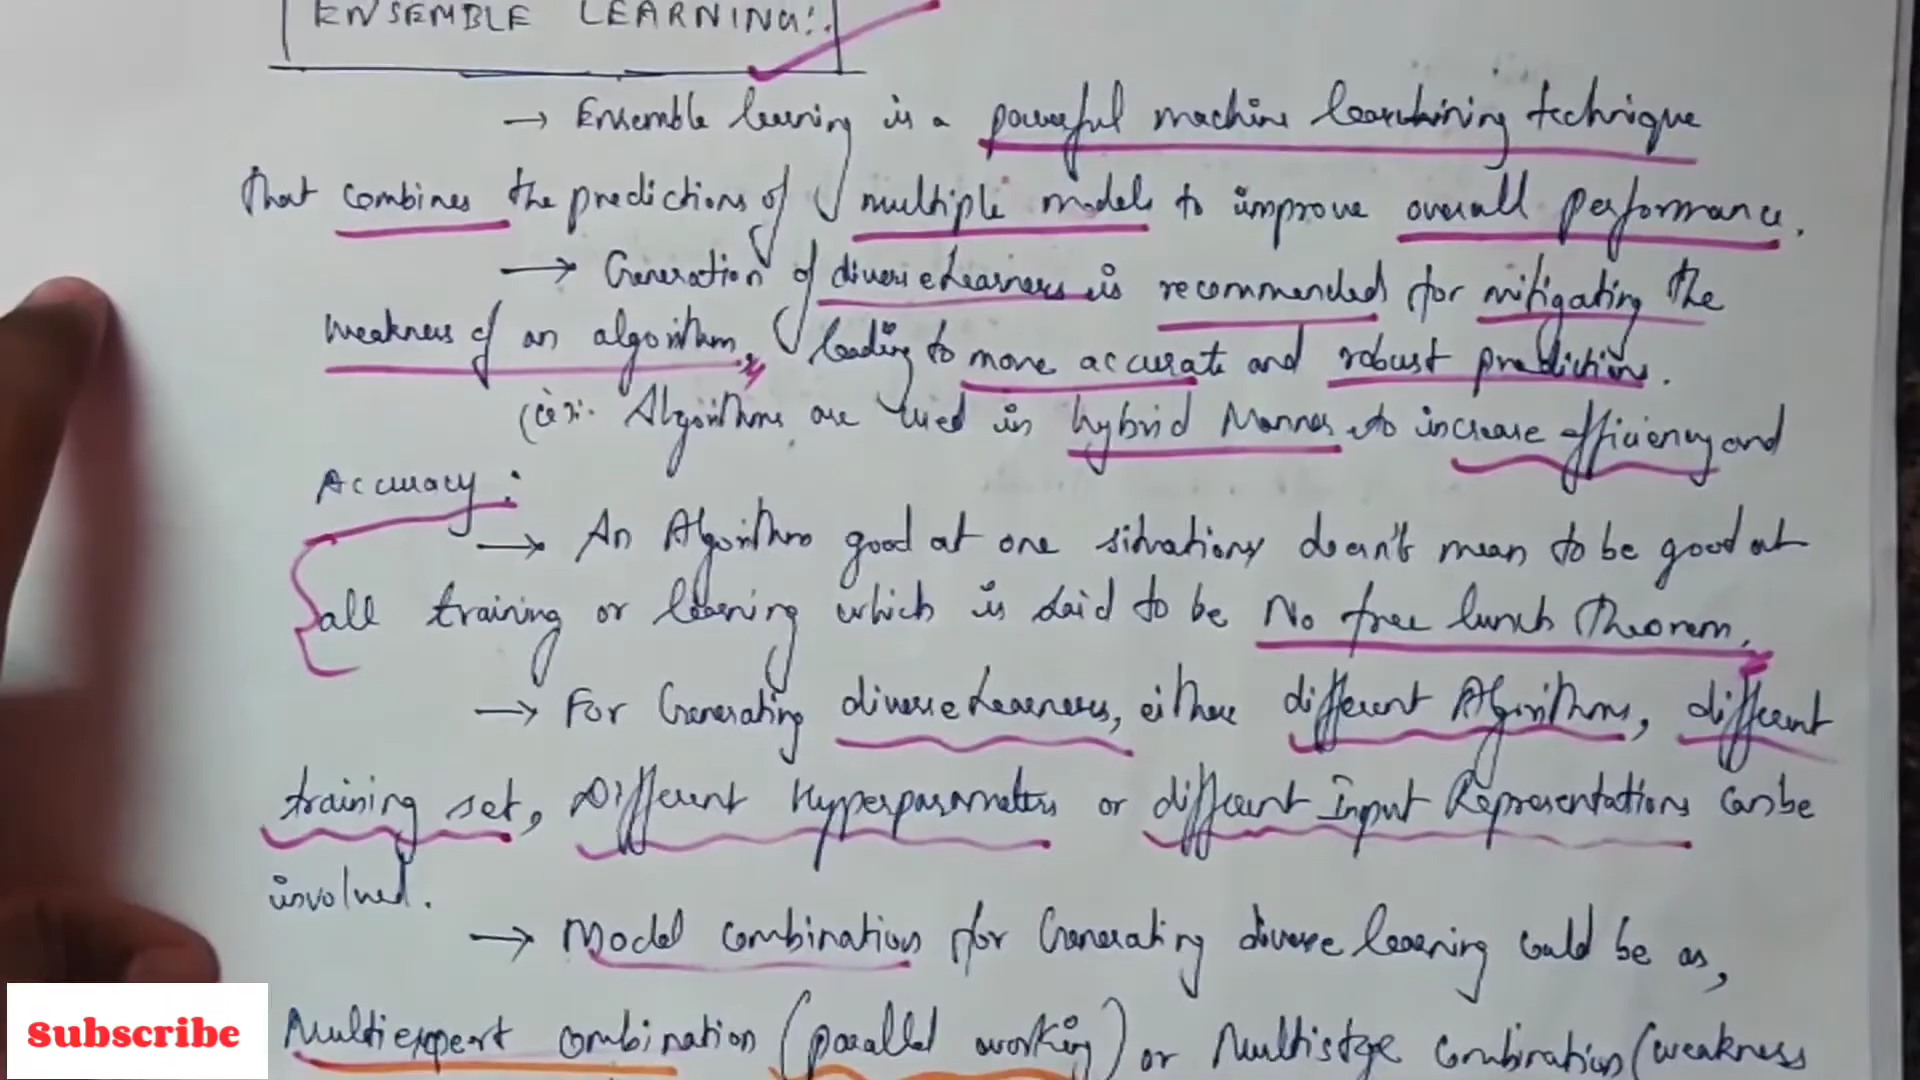 ENSEMBLE LEARNING:.
→ Ensemble learning is a powerful machine learning technique
that combines the predictions of multiple models to improve overall performance.
→ Generation of diverse Learners is recommended for mitigating the
weakness of an algorithm, leading to more accurate and robust predictions.
Algorithms are used in hybrid Manner to increase efficiency and
Accuracy:
→ An Algorithm good at one situations doesn't mean to be good at
all training or learning which is said to be No free lunch Theorem.
→ For Generating diverse Learners, either different Algorithms, different
training set, Different Hyperparameters or different Input Representations can be
involved.
→ Model combination for Generating diverse learning could be as,
Multiexpert combination (parallel working) or Multistage combination (weakness
Subscribe